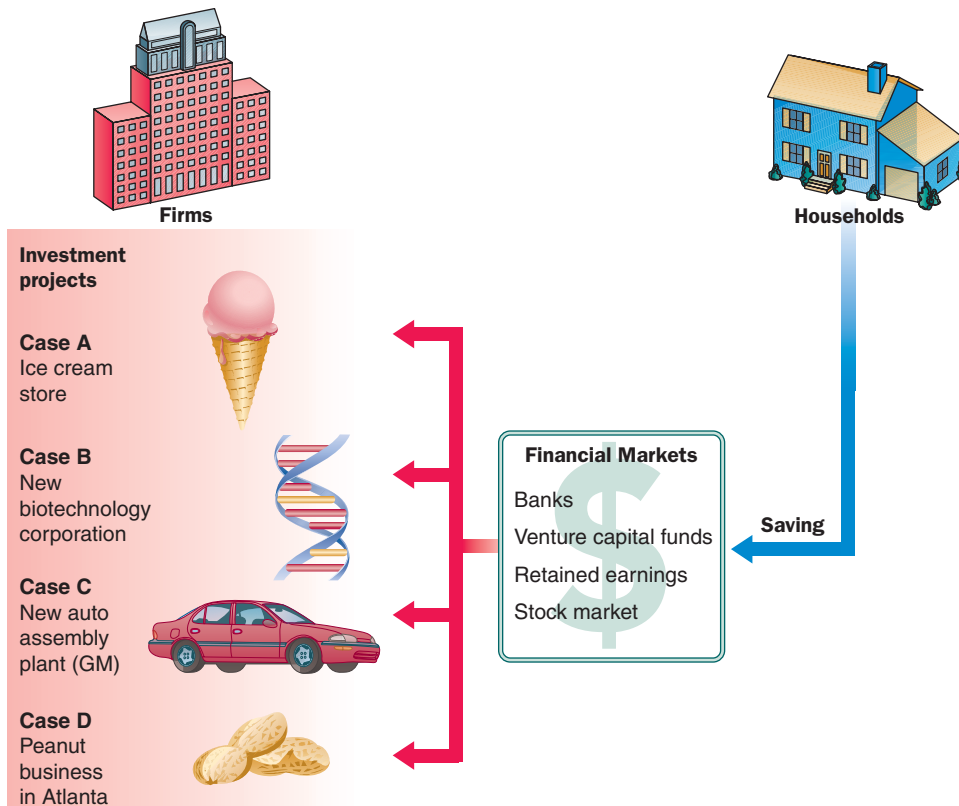 Firms
Households
Investment
projects
Case A
Ice cream
store
Case B
New
biotechnology
corporation
Case C
New auto
assembly
plant (GM)
Case D
Peanut
business
in Atlanta
Financial Markets
$
Banks
Venture capital funds
Retained earnings
Stock market
Saving